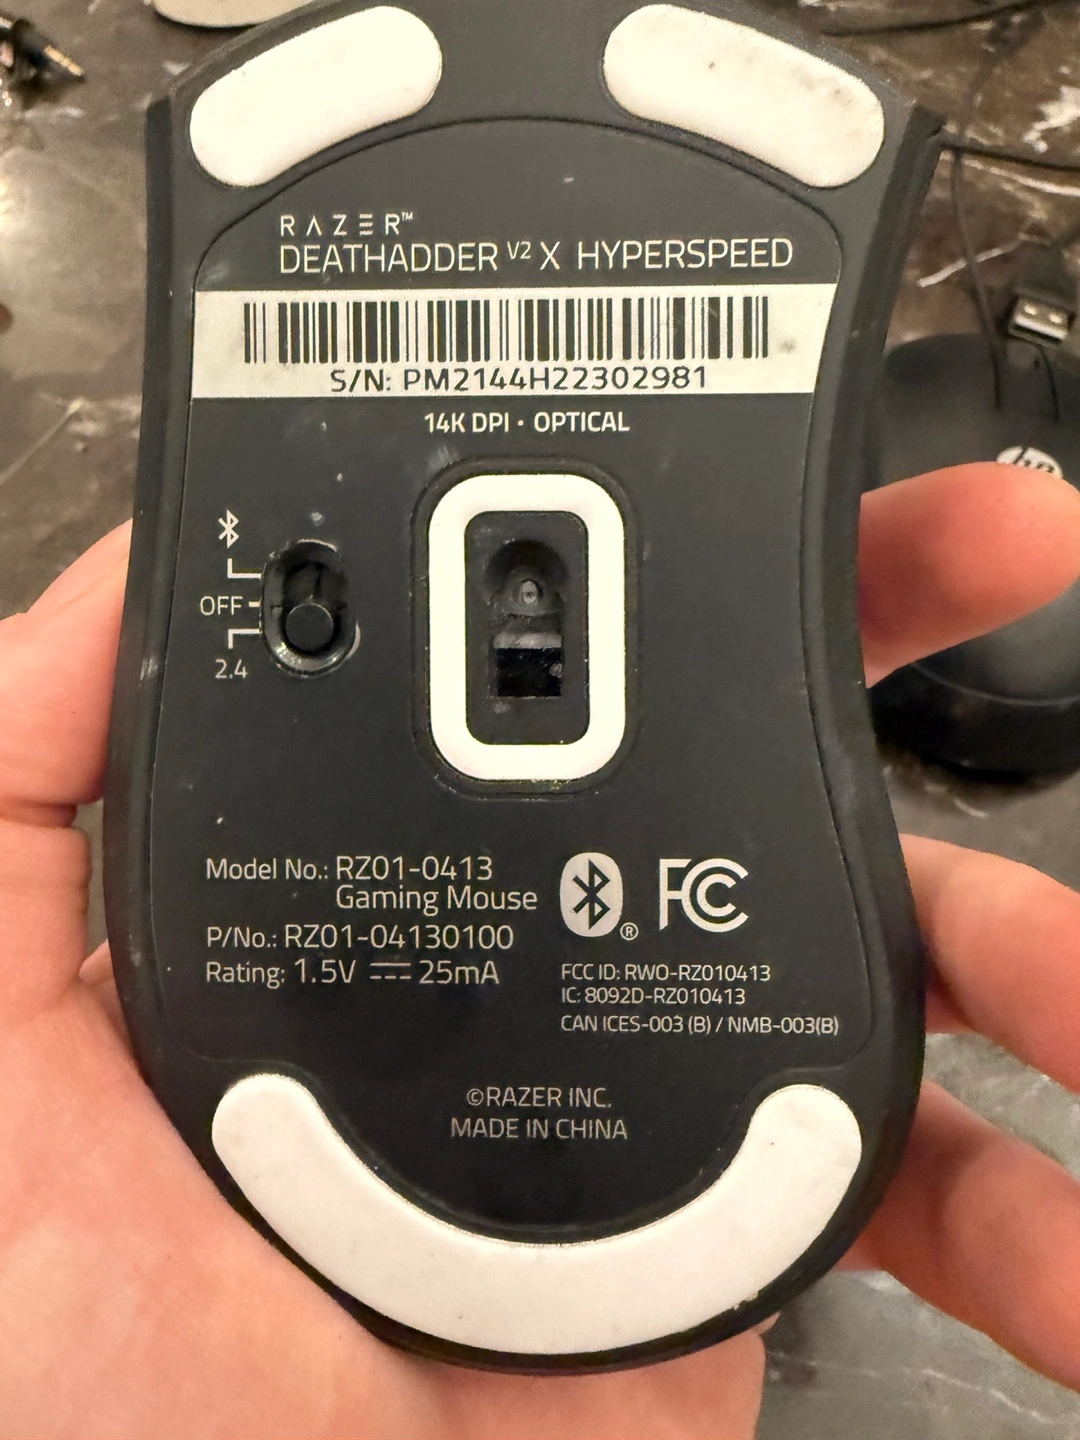 RAZER™
DEATHADDER V2 X HYPERSPEED
S/N: PM2144H22302981
14K DPI · OPTICAL
OFF
2.4
Model No.: RZ01-0413
Gaming Mouse
P/No.: RZ01-04130100
Rating: 1.5V ⎓ 25mA
®
FC
FCC ID: RWO-RZ010413
IC: 8092D-RZ010413
CAN ICES-003 (B) / NMB-003(B)
©RAZER INC.
MADE IN CHINA
hp